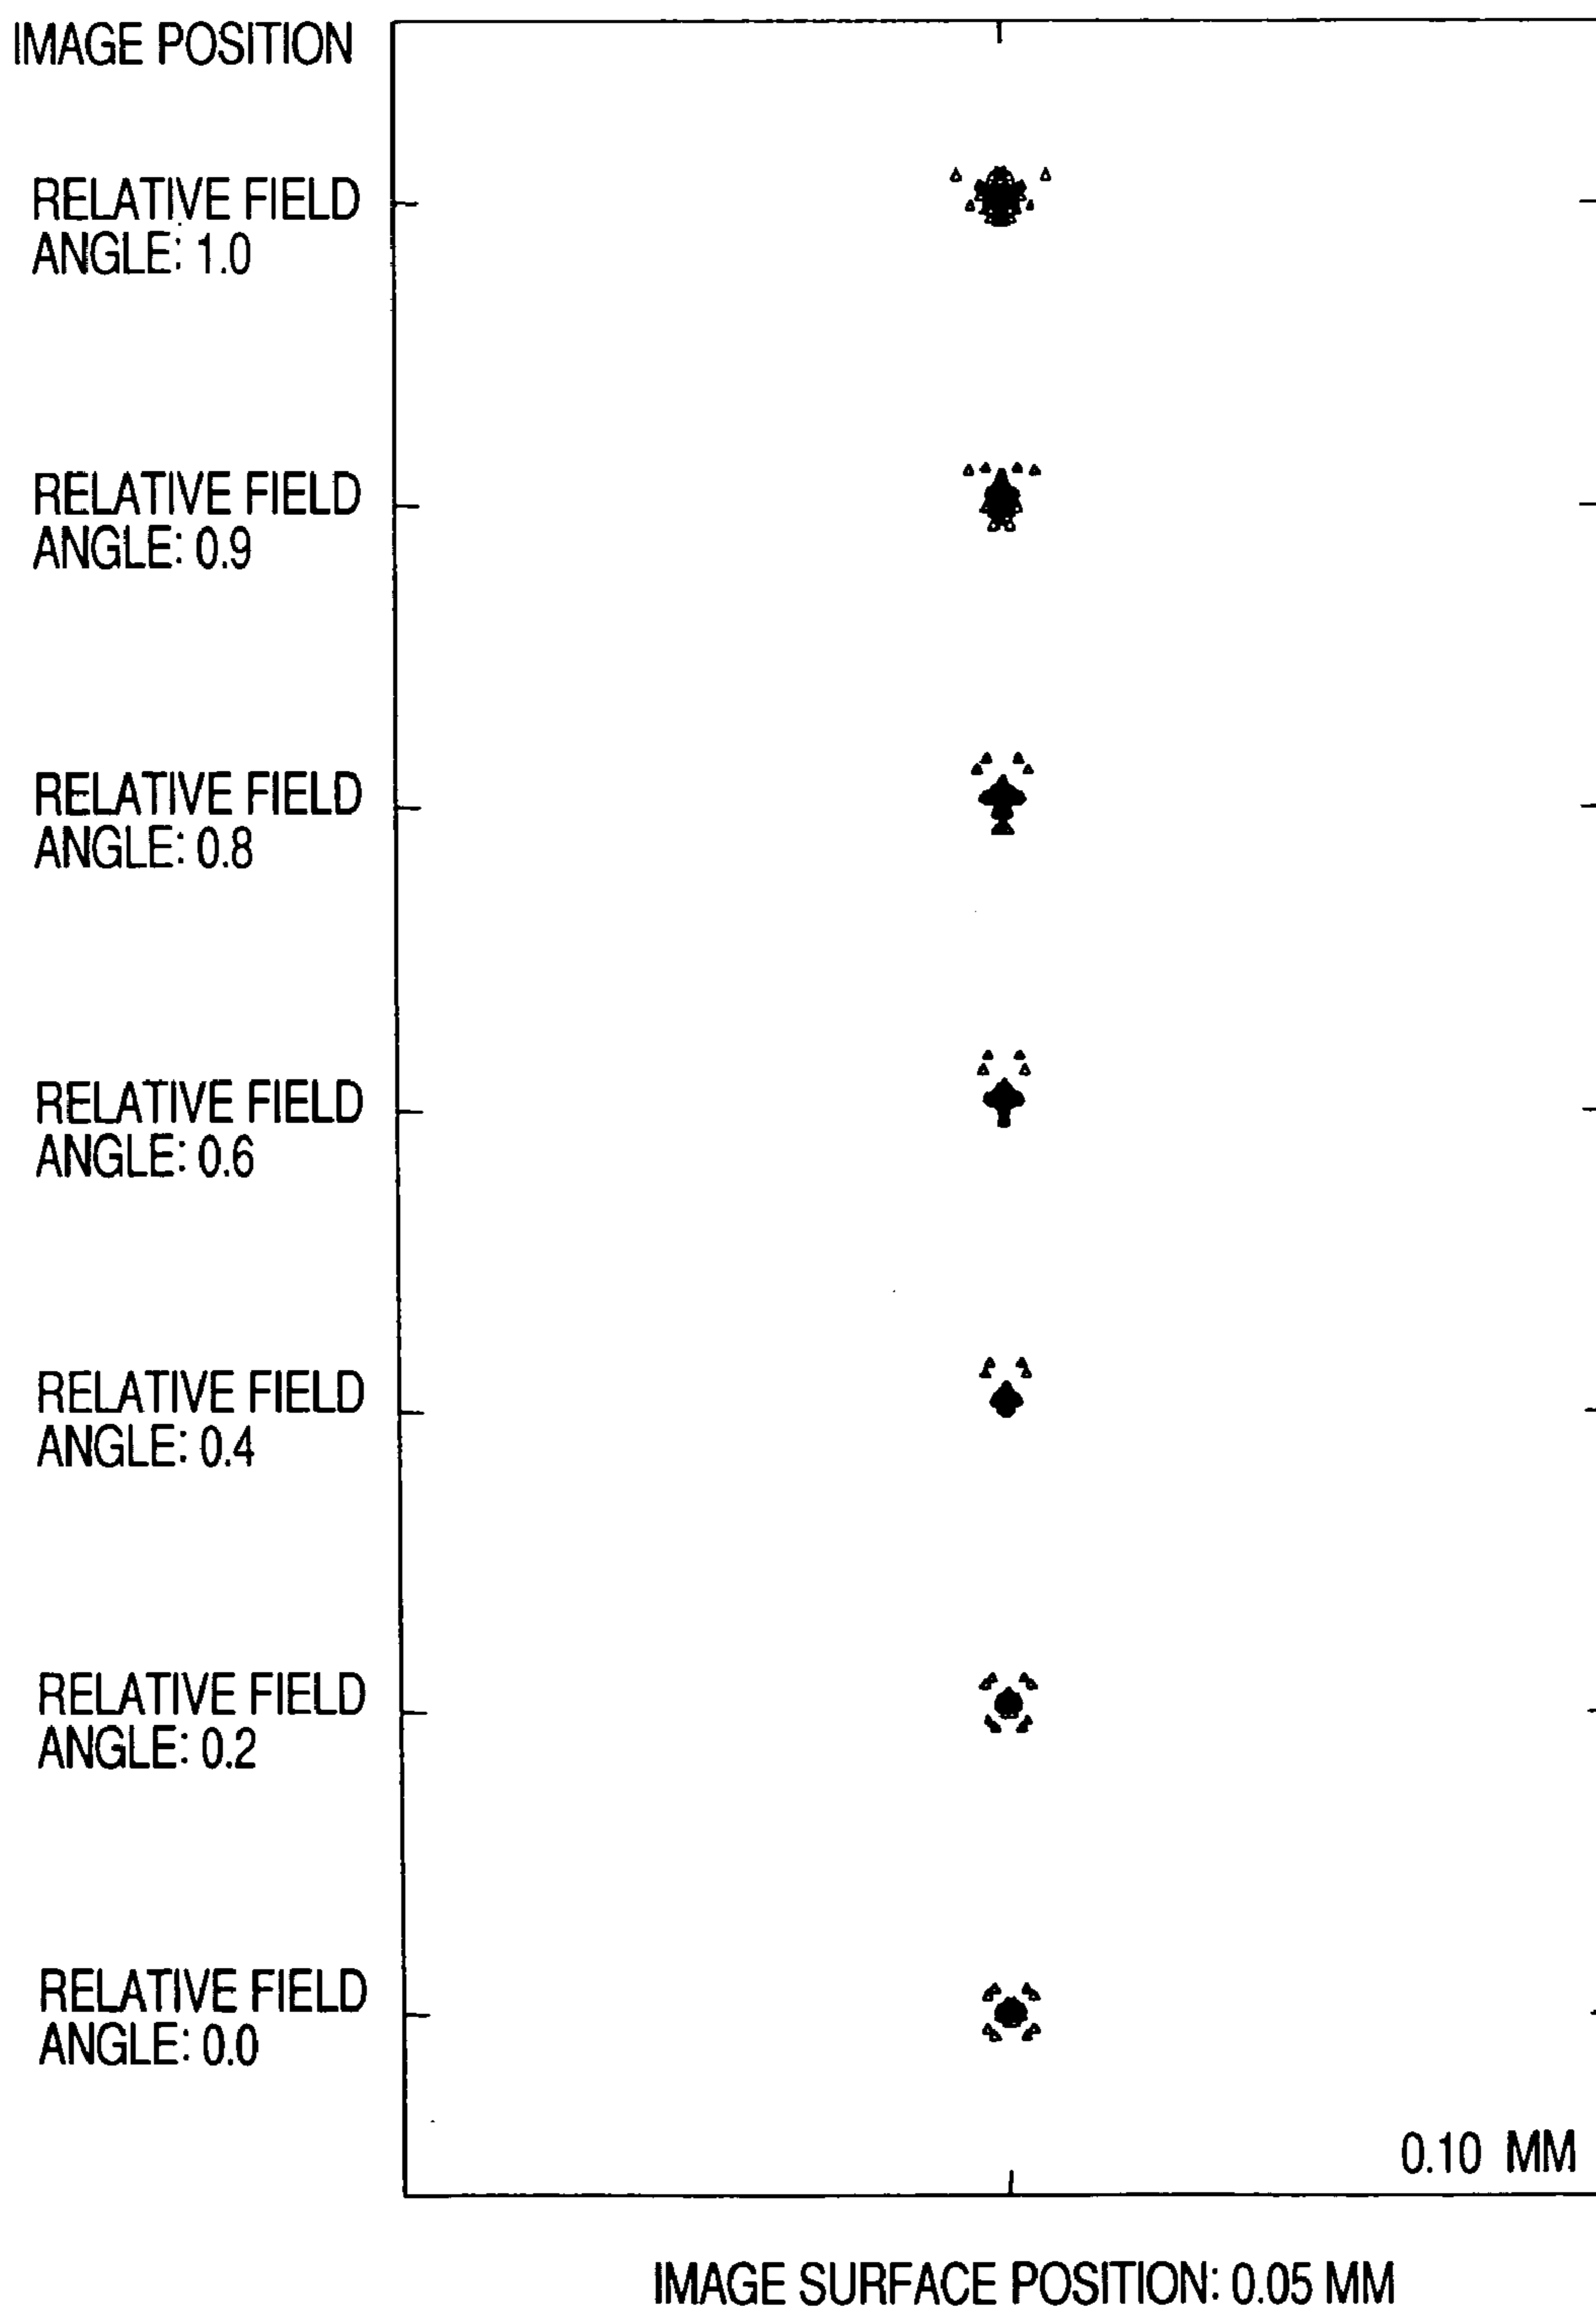 IMAGE POSITION
RELATIVE FIELD
ANGLE: 1.0
RELATIVE FIELD
ANGLE: 0.9
RELATIVE FIELD
ANGLE: 0.8
RELATIVE FIELD
ANGLE: 0.6
RELATIVE FIELD
ANGLE: 0.4
RELATIVE FIELD
ANGLE: 0.2
RELATIVE FIELD
ANGLE: 0.0
0.10 MM
IMAGE SURFACE POSITION: 0.05 MM